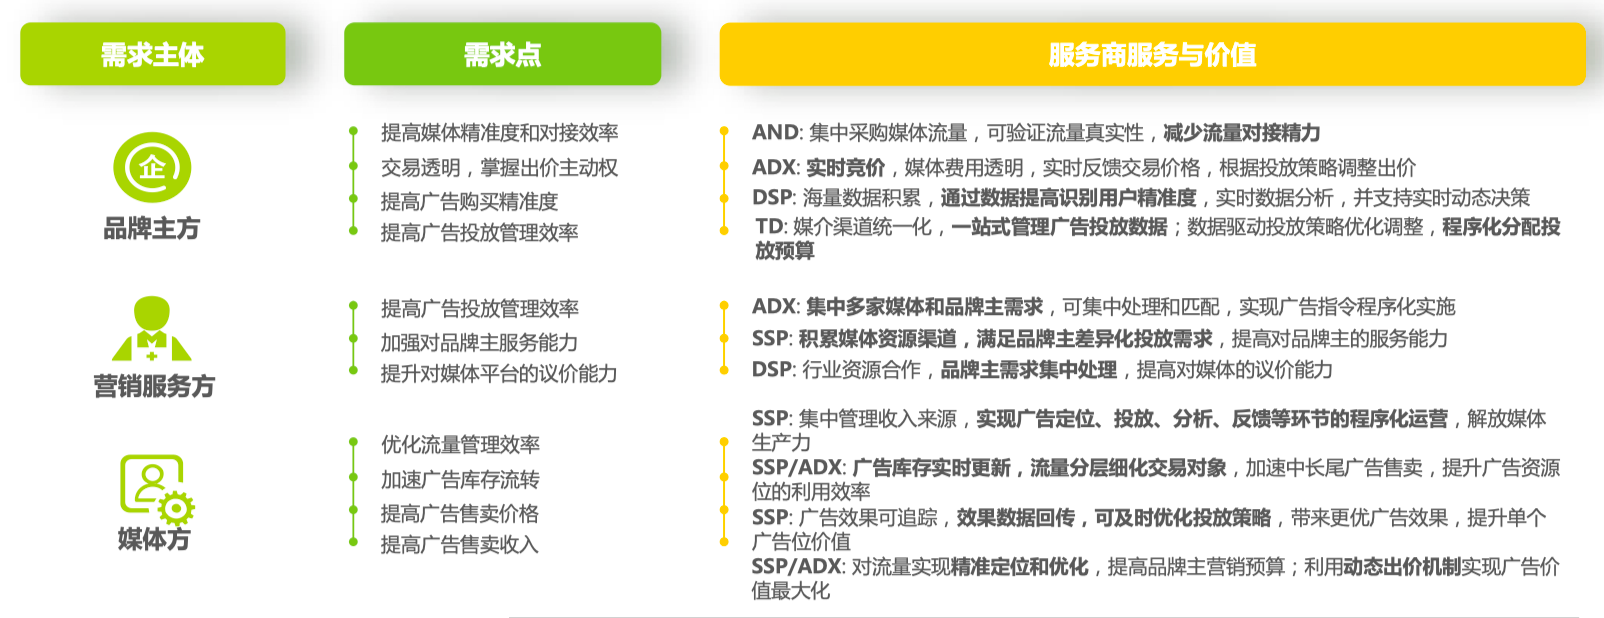 需求主体
需求点
服务商服务与价值
企
品牌主方
提高媒体精准度和对接效率
交易透明，掌握出价主动权
提高广告购买精准度
提高广告投放管理效率
AND: 集中采购媒体流量，可验证流量真实性，减少流量对接精力
ADX: 实时竞价，媒体费用透明，实时反馈交易价格，根据投放策略调整出价
DSP: 海量数据积累，通过数据提高识别用户精准度，实时数据分析，并支持实时动态决策
TD: 媒介渠道统一化，一站式管理广告投放数据；数据驱动投放策略优化调整，程序化分配投
放预算
营销服务方
提高广告投放管理效率
加强对品牌主服务能力
提升对媒体平台的议价能力
ADX: 集中多家媒体和品牌主需求，可集中处理和匹配，实现广告指令程序化实施
SSP: 积累媒体资源渠道，满足品牌主差异化投放需求，提高对品牌主的服务能力
DSP: 行业资源合作，品牌主需求集中处理，提高对媒体的议价能力
媒体方
优化流量管理效率
加速广告库存流转
提高广告售卖价格
提高广告售卖收入
SSP: 集中管理收入来源，实现广告定位、投放、分析、反馈等环节的程序化运营，解放媒体
生产力
SSP/ADX: 广告库存实时更新，流量分层细化交易对象，加速中长尾广告售卖，提升广告资源
位的利用效率
SSP: 广告效果可追踪，效果数据回传，可及时优化投放策略，带来更优广告效果，提升单个
广告位价值
SSP/ADX: 对流量实现精准定位和优化，提高品牌主营销预算；利用动态出价机制实现广告价
值最大化